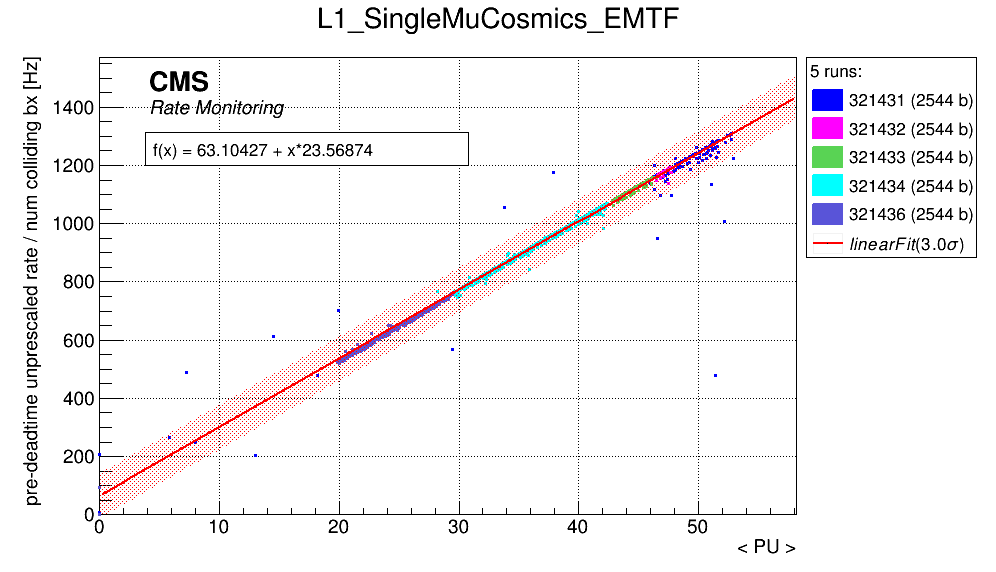 L1_SingleMuCosmics_EMTF
pre-deadtime unprescaled rate / num colliding bx [Hz]
CMS
Rate Monitoring
f(x) = 63.10427 + x*23.56874
1400
1200
1000
800
600
400
200
0
0 10 20 30 40 50
< PU >
5 runs:
321431 (2544 b)
321432 (2544 b)
321433 (2544 b)
321434 (2544 b)
321436 (2544 b)
linearFit(3.0σ)